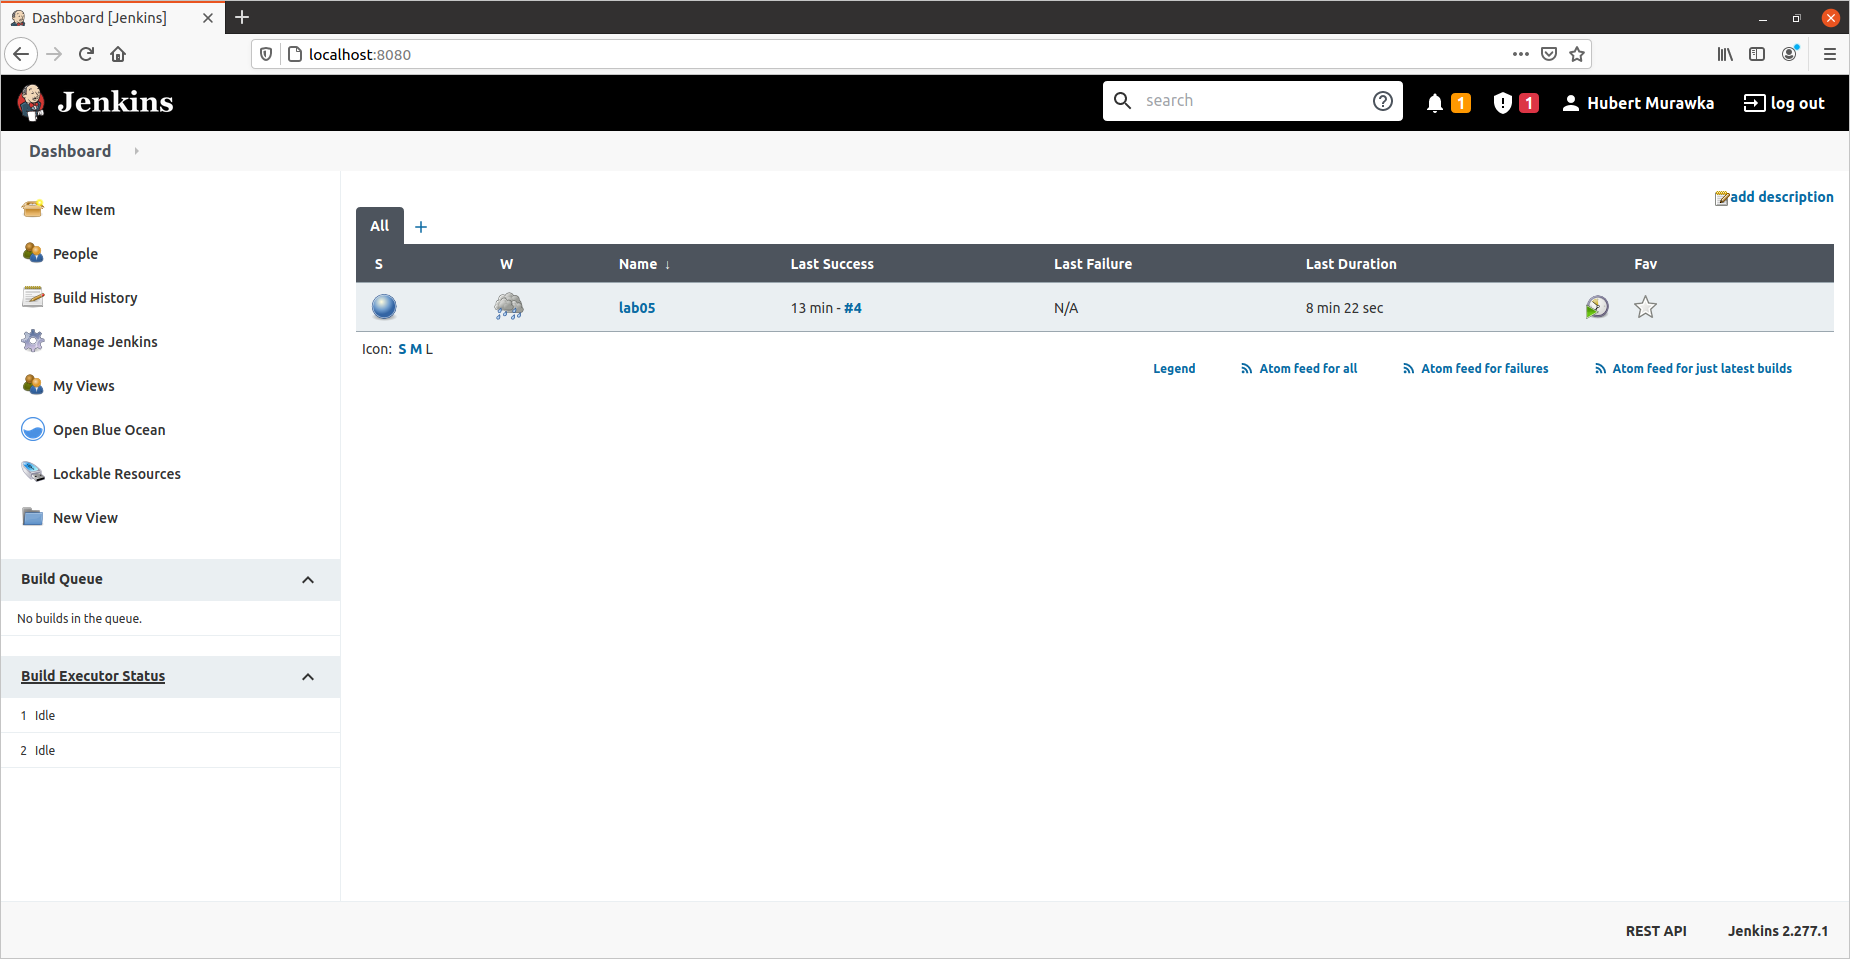 Dashboard [Jenkins]
localhost:8080
Jenkins
search
1
1
Hubert Murawka
log out
Dashboard
New Item
People
Build History
Manage Jenkins
My Views
Open Blue Ocean
Lockable Resources
New View
Build Queue
No builds in the queue.
Build Executor Status
1 Idle
2 Idle
add description
All +
S W Name ↓ Last Success Last Failure Last Duration Fav
lab05 13 min - #4 N/A 8 min 22 sec
Icon: S M L
Legend Atom feed for all Atom feed for failures Atom feed for just latest builds
REST API Jenkins 2.277.1